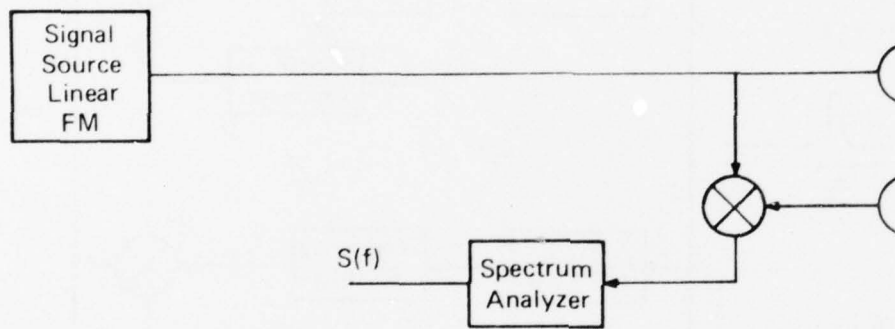 Signal
Source
Linear
FM
S(f)
Spectrum
Analyzer